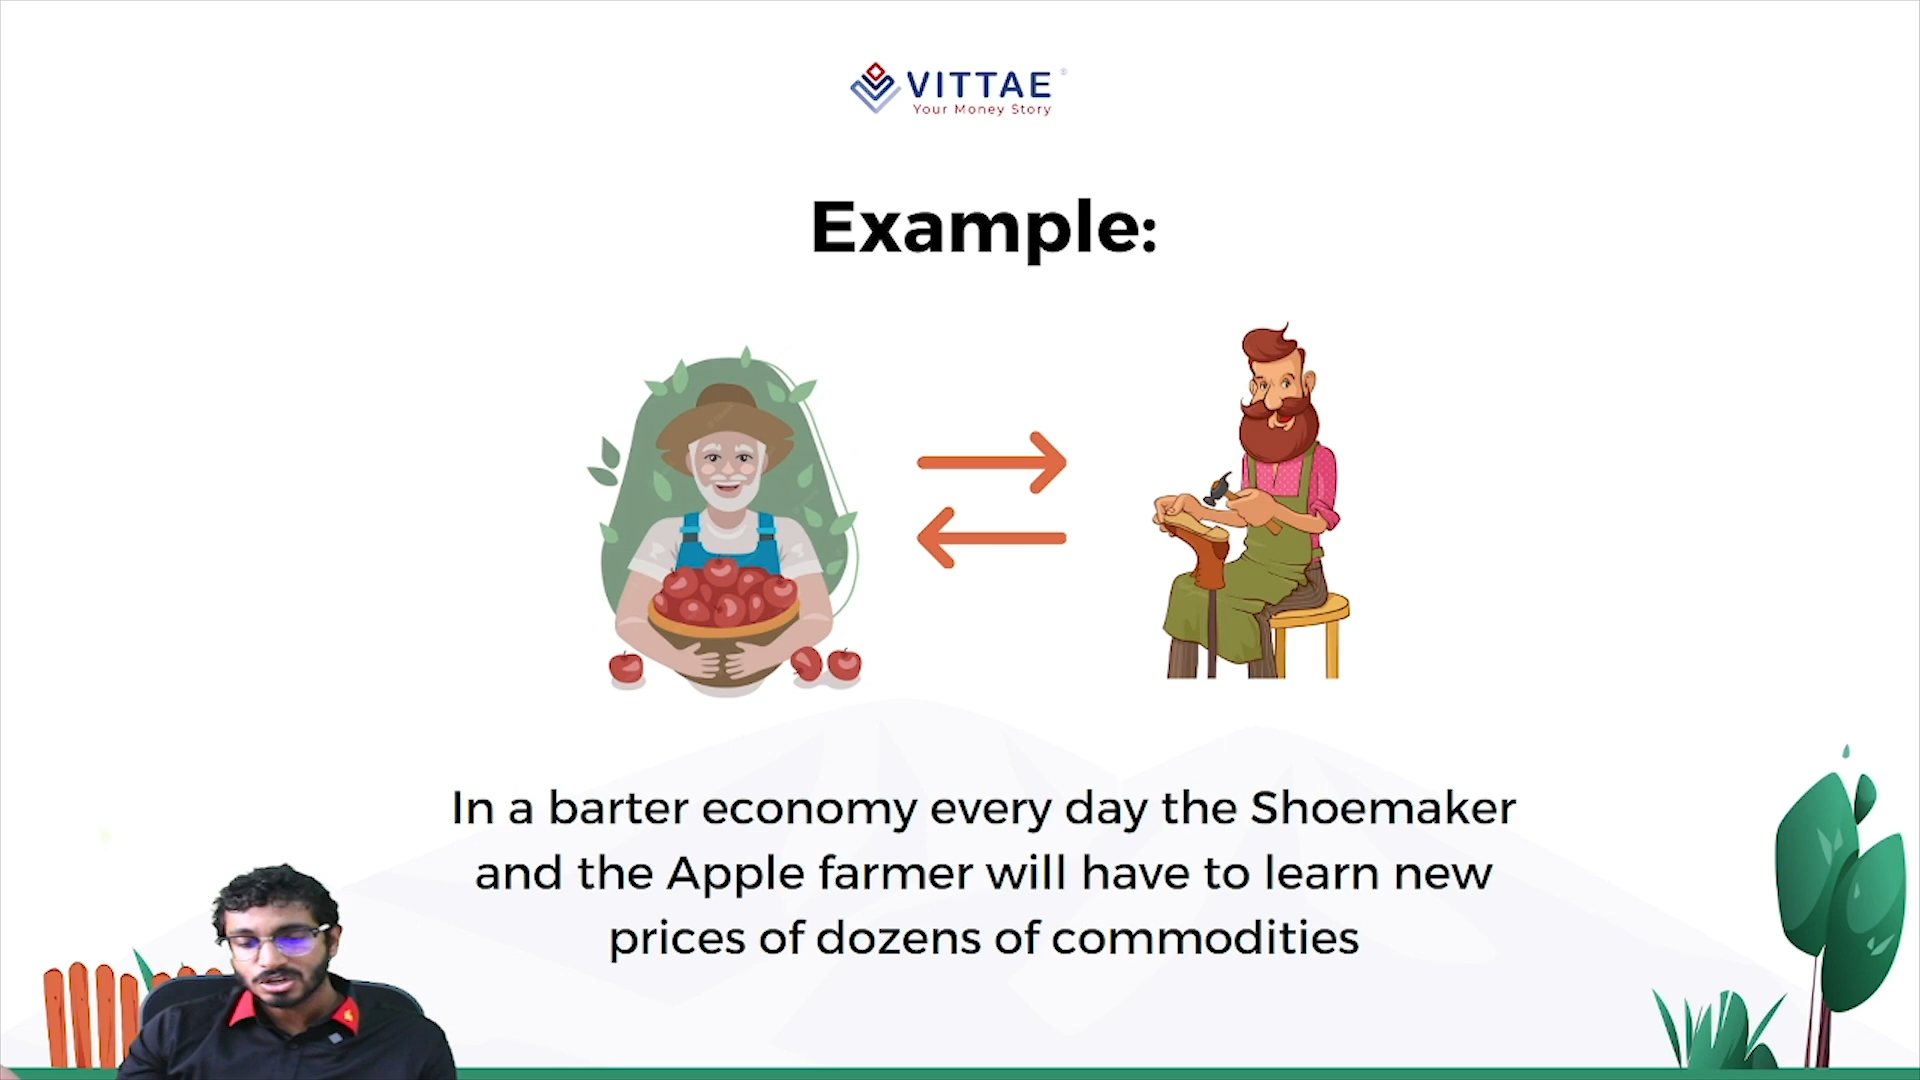 VITTAE
Your Money Story
Example:
In a barter economy every day the Shoemaker
and the Apple farmer will have to learn new
prices of dozens of commodities